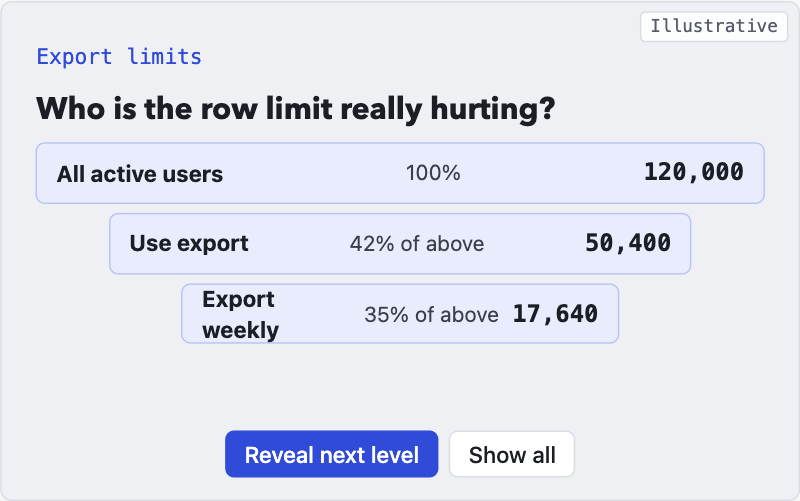 Illustrative
Export limits
Who is the row limit really hurting?
All active users 100% 120,000
Use export 42% of above 50,400
Export
weekly 35% of above 17,640
Reveal next level Show all